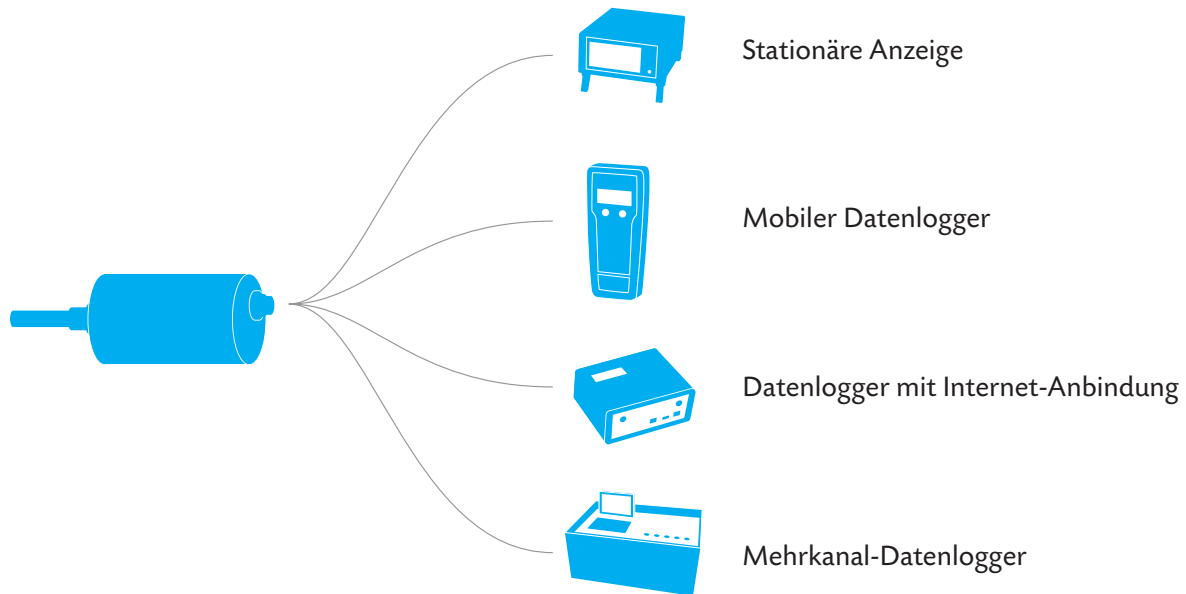 Stationäre Anzeige
Mobiler Datenlogger
Datenlogger mit Internet-Anbindung
Mehrkanal-Datenlogger